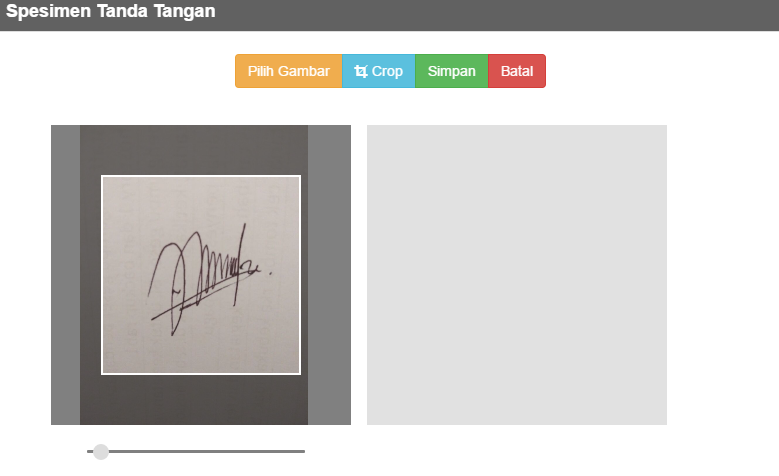 Spesimen Tanda Tangan
Pilih Gambar
Crop
Simpan
Batal